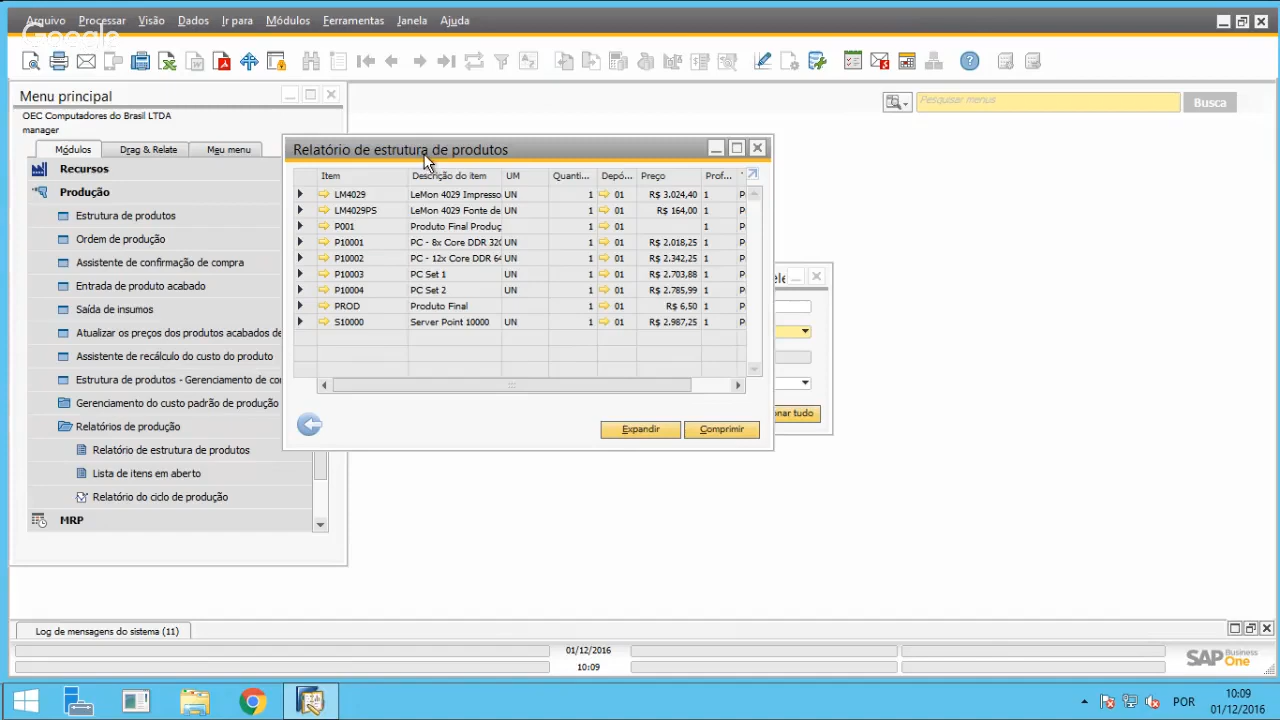 Arquivo Processar Visão Dados Ir para Módulos Ferramentas Janela Ajuda
Google
Menu principal
OEC Computadores do Brasil LTDA
manager
Módulos Drag & Relate Meu menu
Recursos
Produção
Estrutura de produtos
Ordem de produção
Assistente de confirmação de compra
Entrada de produto acabado
Saída de insumos
Atualizar os preços dos produtos acabados de
Assistente de recálculo do custo do produto
Estrutura de produtos - Gerenciamento de
Gerenciamento do custo padrão de produção
Relatórios de produção
Relatório de estrutura de produtos
Lista de itens em aberto
Relatório do ciclo de produção
MRP
Pesquisar menus Busca
Relatório de estrutura de produtos
Item Descrição do item UM Quanti... Depó... Preço Prof...
LM4029 LeMon 4029 Impresso UN 1 01 R$ 3.024,40 1 P
LM4029PS LeMon 4029 Fonte de UN 1 01 R$ 164,00 1 P
P001 Produto Final Produç 1 1 P
P10001 PC - 8x Core DDR 32 UN 1 01 R$ 2.018,25 1 P
P10002 PC - 12x Core DDR 64 UN 1 01 R$ 2.342,25 1 P
P10003 PC Set 1 UN 1 01 R$ 2.703,88 1 P
P10004 PC Set 2 UN 1 01 R$ 2.785,99 1 P
PROD Produto Final 1 01 R$ 6,50 1 P
S10000 Server Point 10000 UN 1 01 R$ 2.987,25 1 P
Expandir Comprimir
onar tudo
Log de mensagens do sistema (11)
01/12/2016
10:09
SAP Business One
POR
10:09
01/12/2016